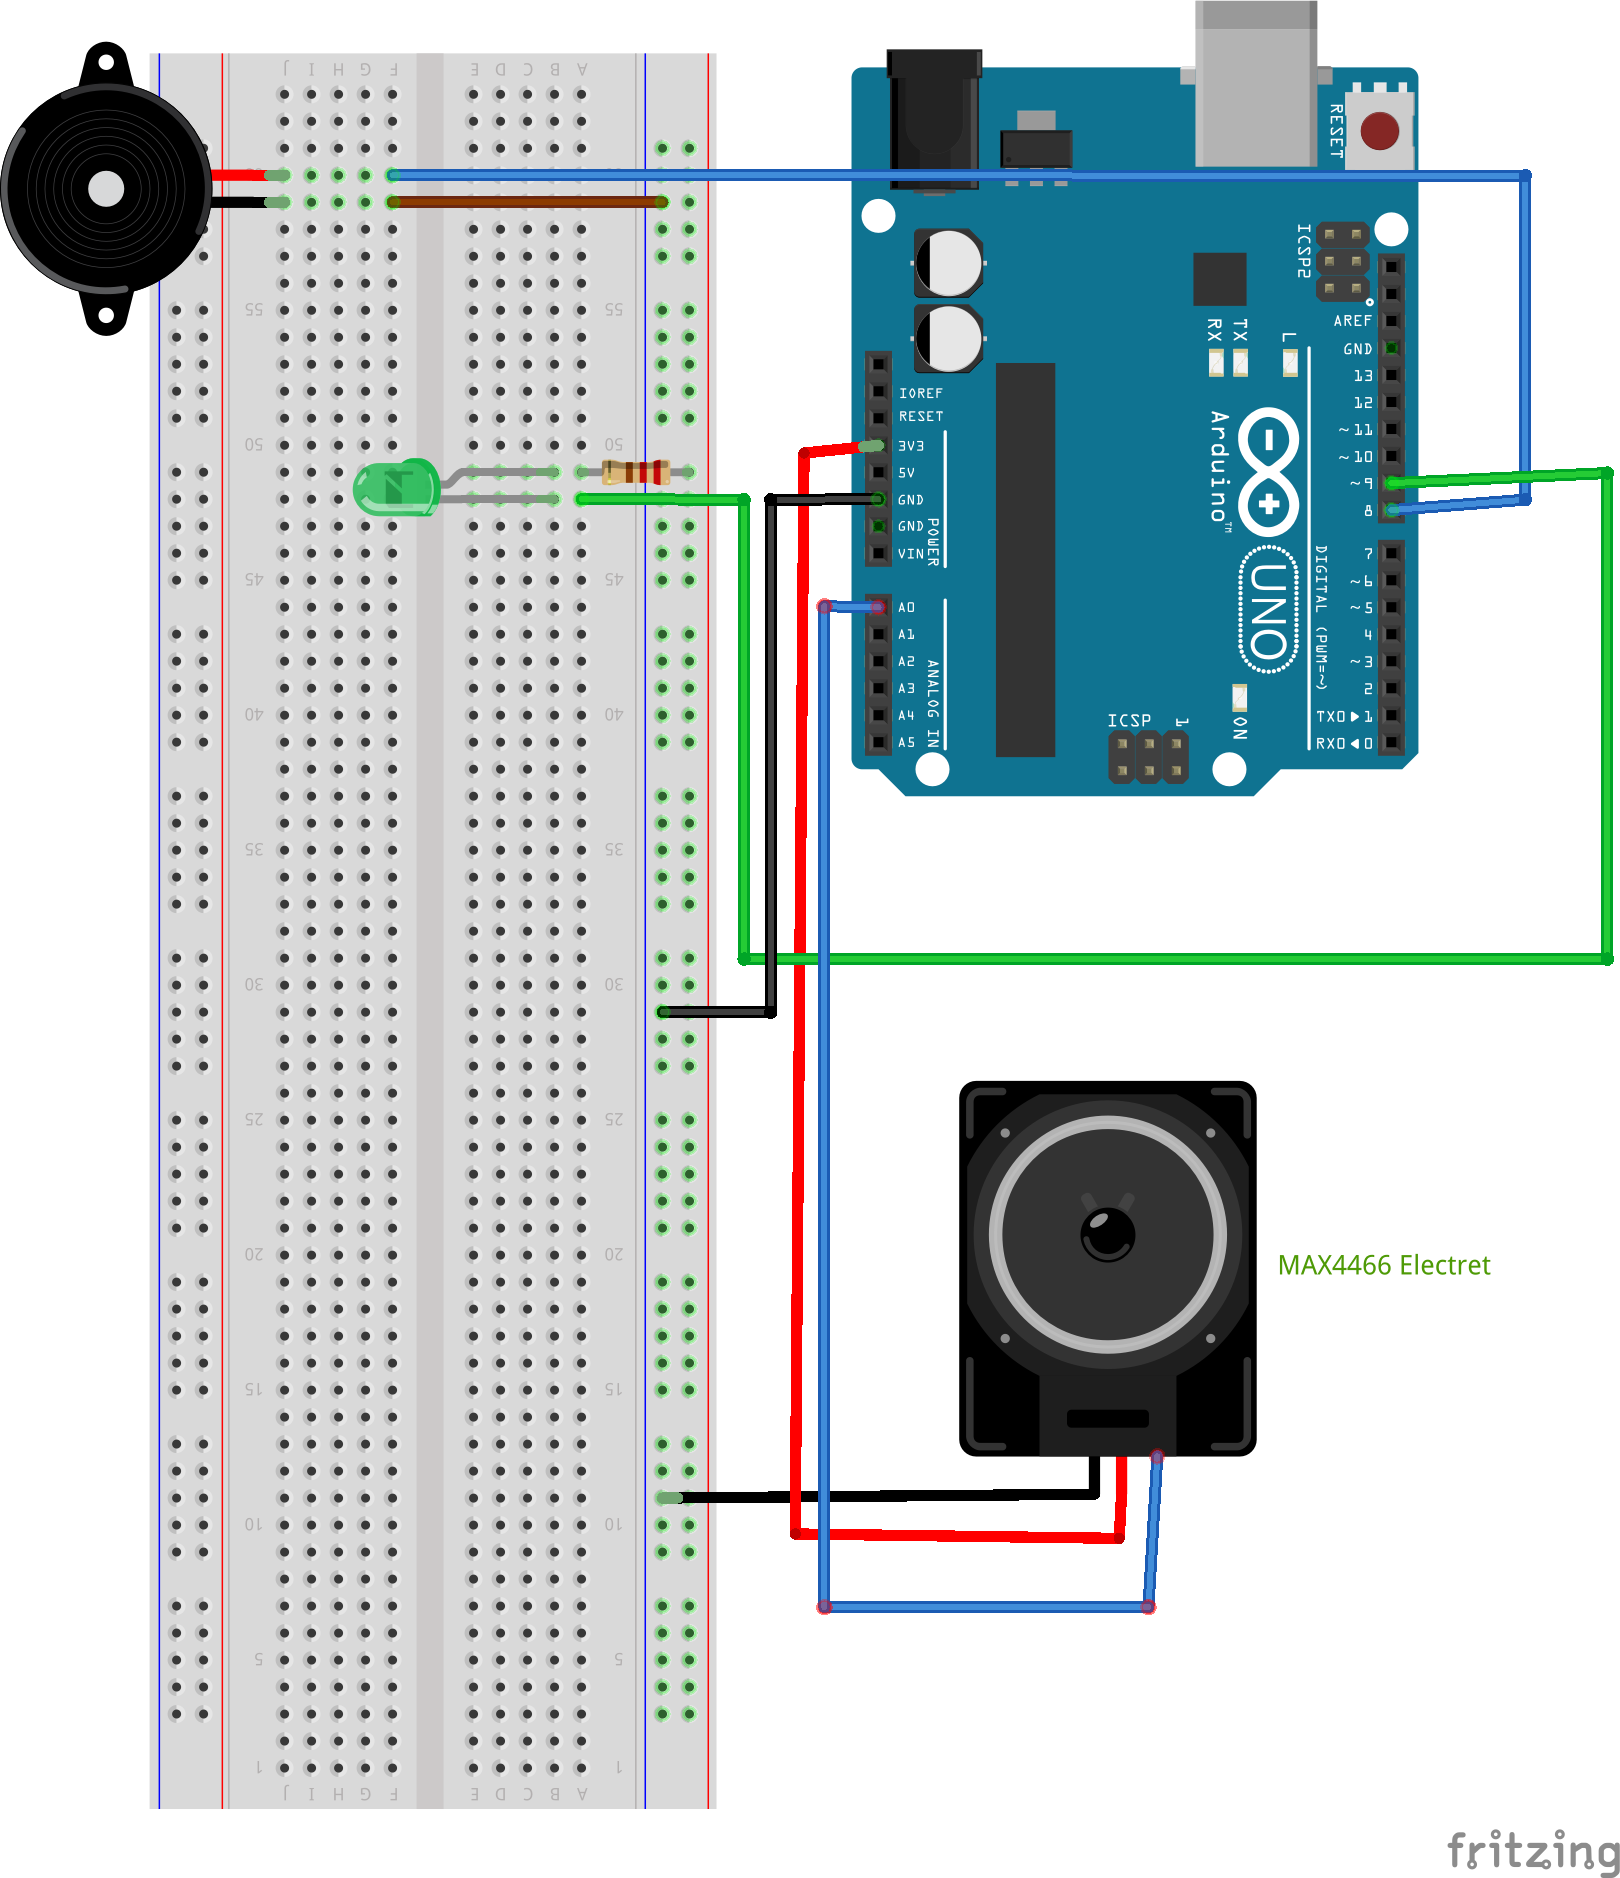 J I H G F E D C B A
RESET
ICSP2
55 55
AREF
GND
RX TX L
13
IOREF
12
RESET
~11
50 50
3V3
~10
5V
~9
GND
8
GND
VIN
POWER
Arduino™
7
45 45
~6
UNO
A0
~5
A1
4
A2
~3
A3
2
40 40
A4
TX0▶1
A5
RX0◀0
ANALOG IN
DIGITAL (PWM=~)
ICSP 1
ON
35 35
30 30
25 25
20 20
MAX4466 Electret
15 15
10 10
5 5
1 1
J I H G F E D C B A
fritzing